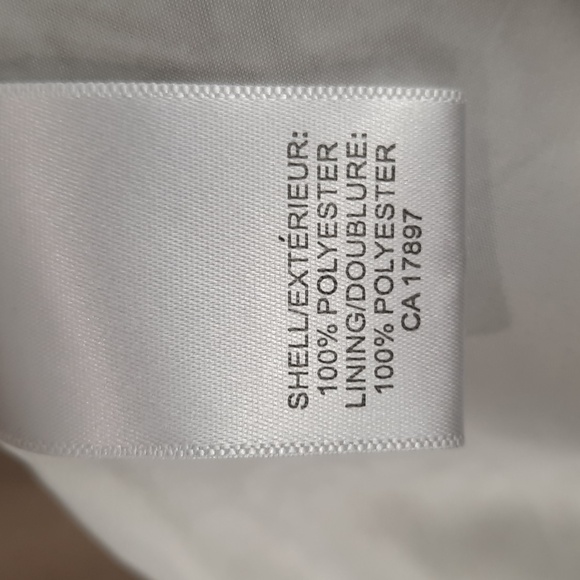 SHELL/EXTÉRIEUR:
100% POLYESTER
LINING/DOUBLURE:
100% POLYESTER
CA 17897